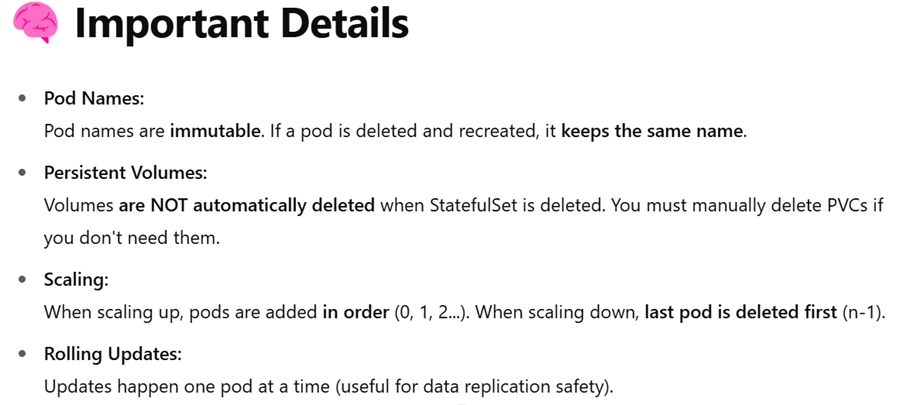 Important Details
Pod Names:
Pod names are immutable. If a pod is deleted and recreated, it keeps the same name.
Persistent Volumes:
Volumes are NOT automatically deleted when StatefulSet is deleted. You must manually delete PVCs if
you don't need them.
Scaling:
When scaling up, pods are added in order (0, 1, 2...). When scaling down, last pod is deleted first (n-1).
Rolling Updates:
Updates happen one pod at a time (useful for data replication safety).